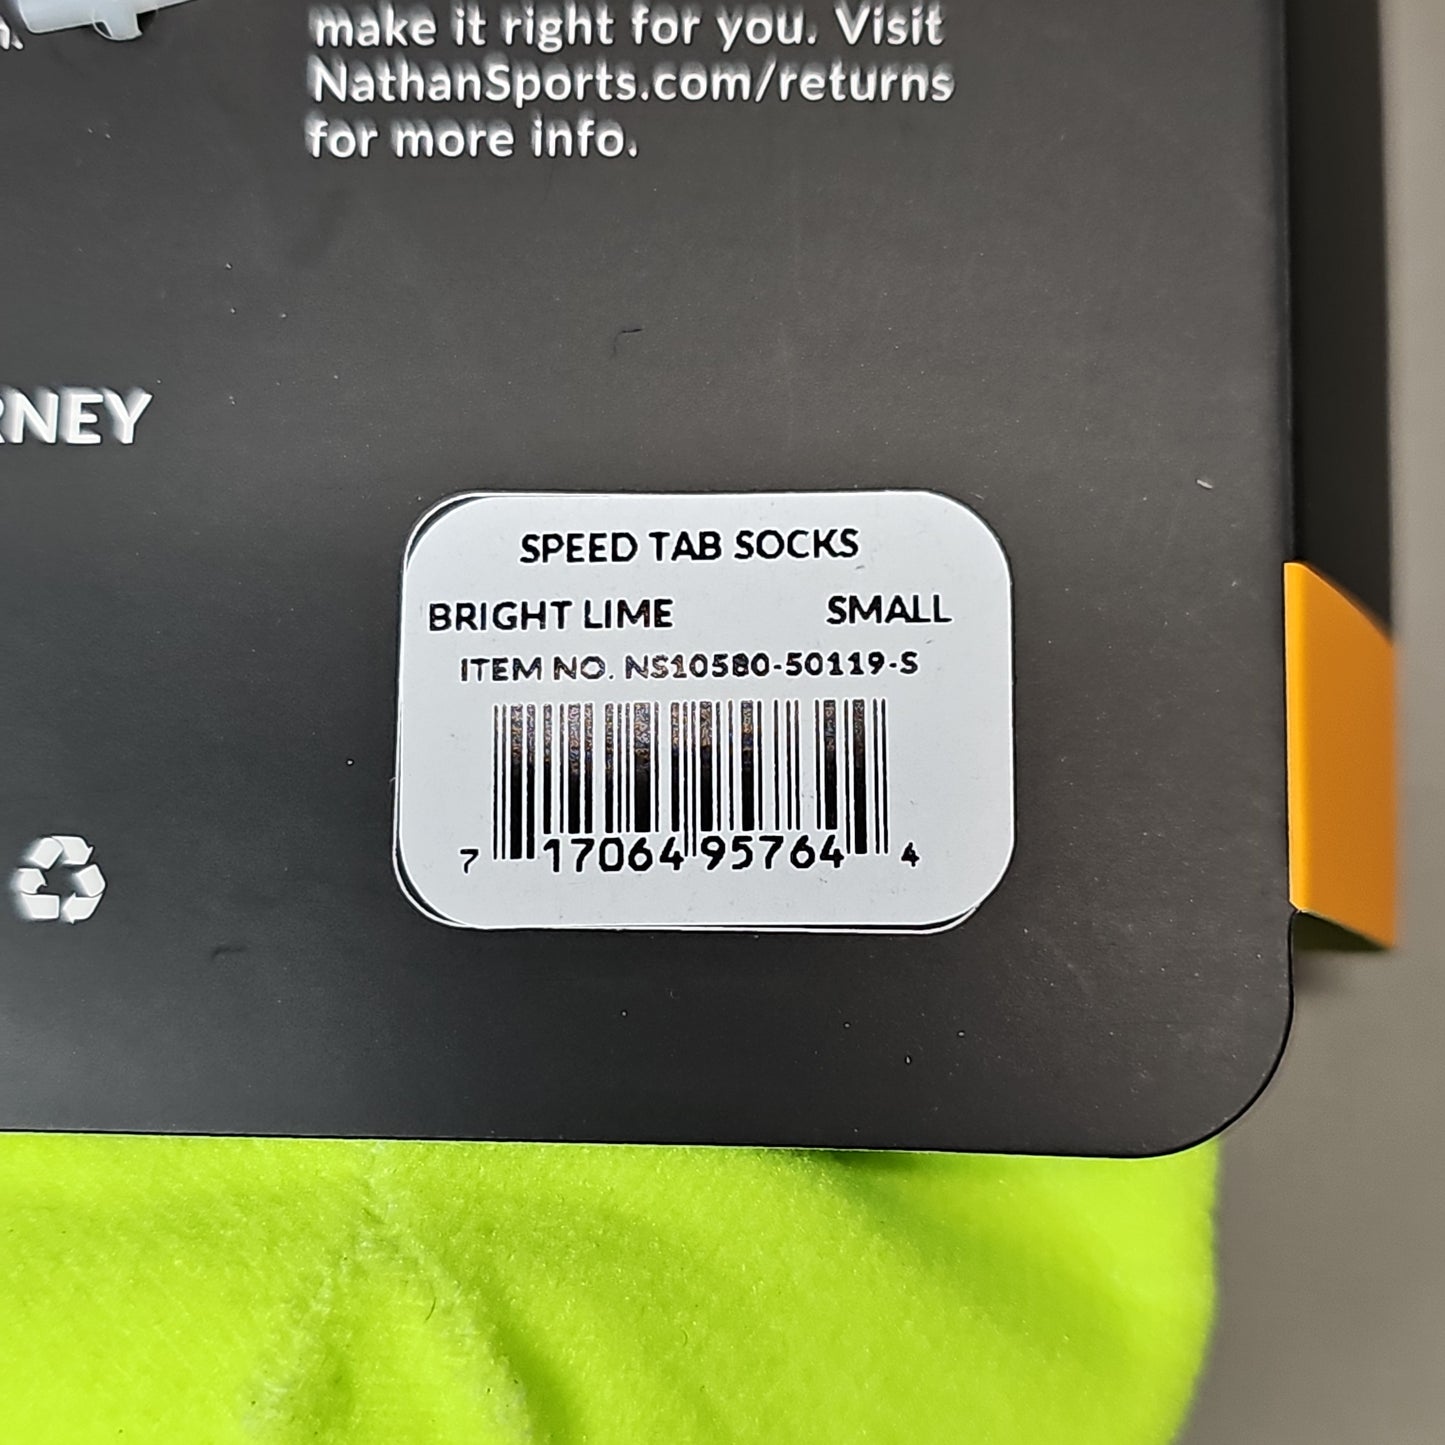 make it right for you. Visit
NathanSports.com/returns
for more info.
SPEED TAB SOCKS
BRIGHT LIME SMALL
ITEM NO. NS10580-50119-S
7 17064 95764 4